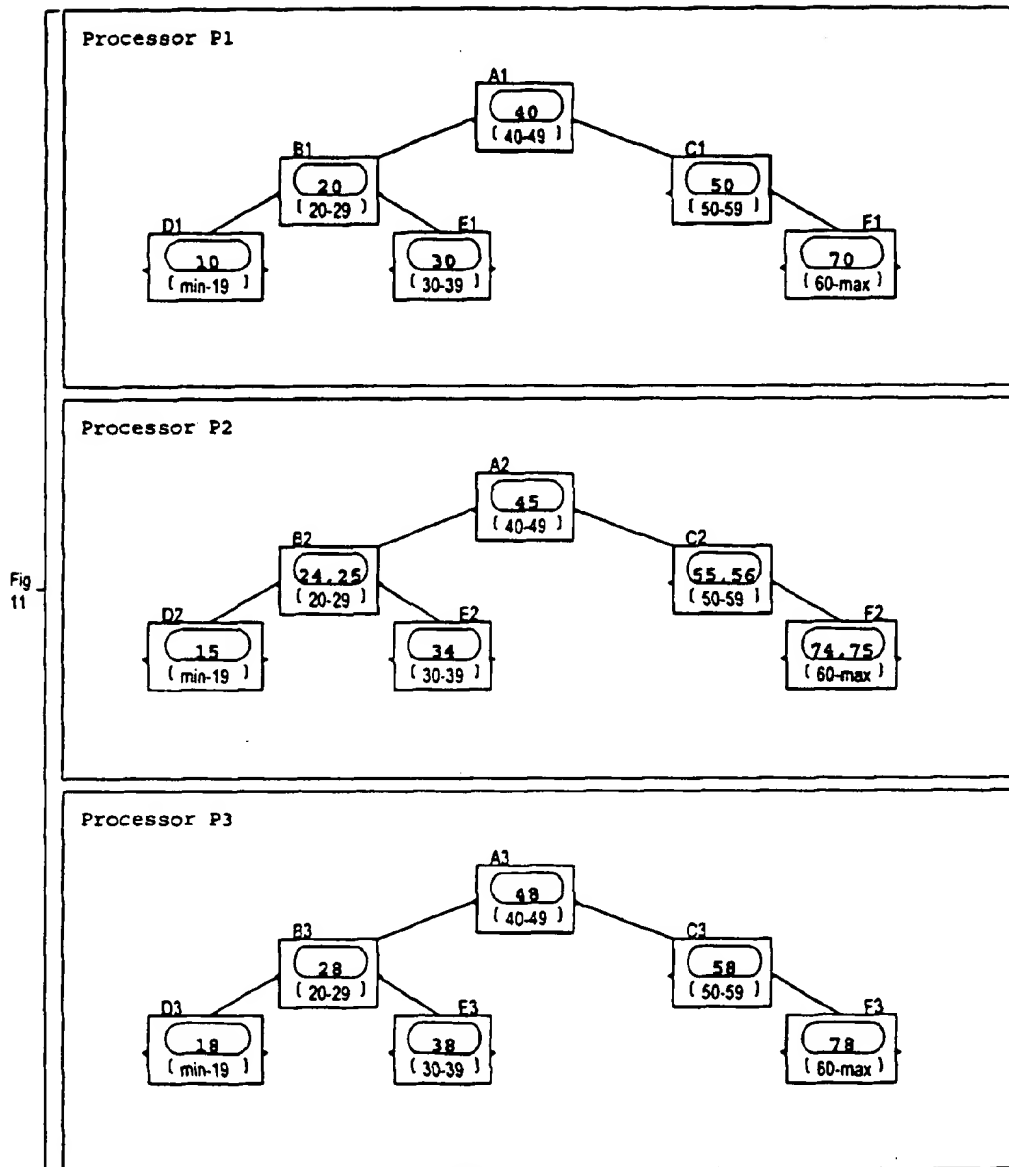 Processor P1
A1
40
[ 40-49 ]
B1
20
[ 20-29 ]
C1
50
[ 50-59 ]
D1
10
[ min-19 ]
E1
30
[ 30-39 ]
F1
70
[ 60-max ]
Processor P2
A2
45
[ 40-49 ]
B2
24,25
[ 20-29 ]
C2
55,56
[ 50-59 ]
Fig
11
D2
15
[ min-19 ]
E2
34
[ 30-39 ]
F2
74,75
[ 60-max ]
Processor P3
A3
48
[ 40-49 ]
B3
28
[ 20-29 ]
C3
58
[ 50-59 ]
D3
18
[ min-19 ]
E3
38
[ 30-39 ]
F3
78
[ 60-max ]